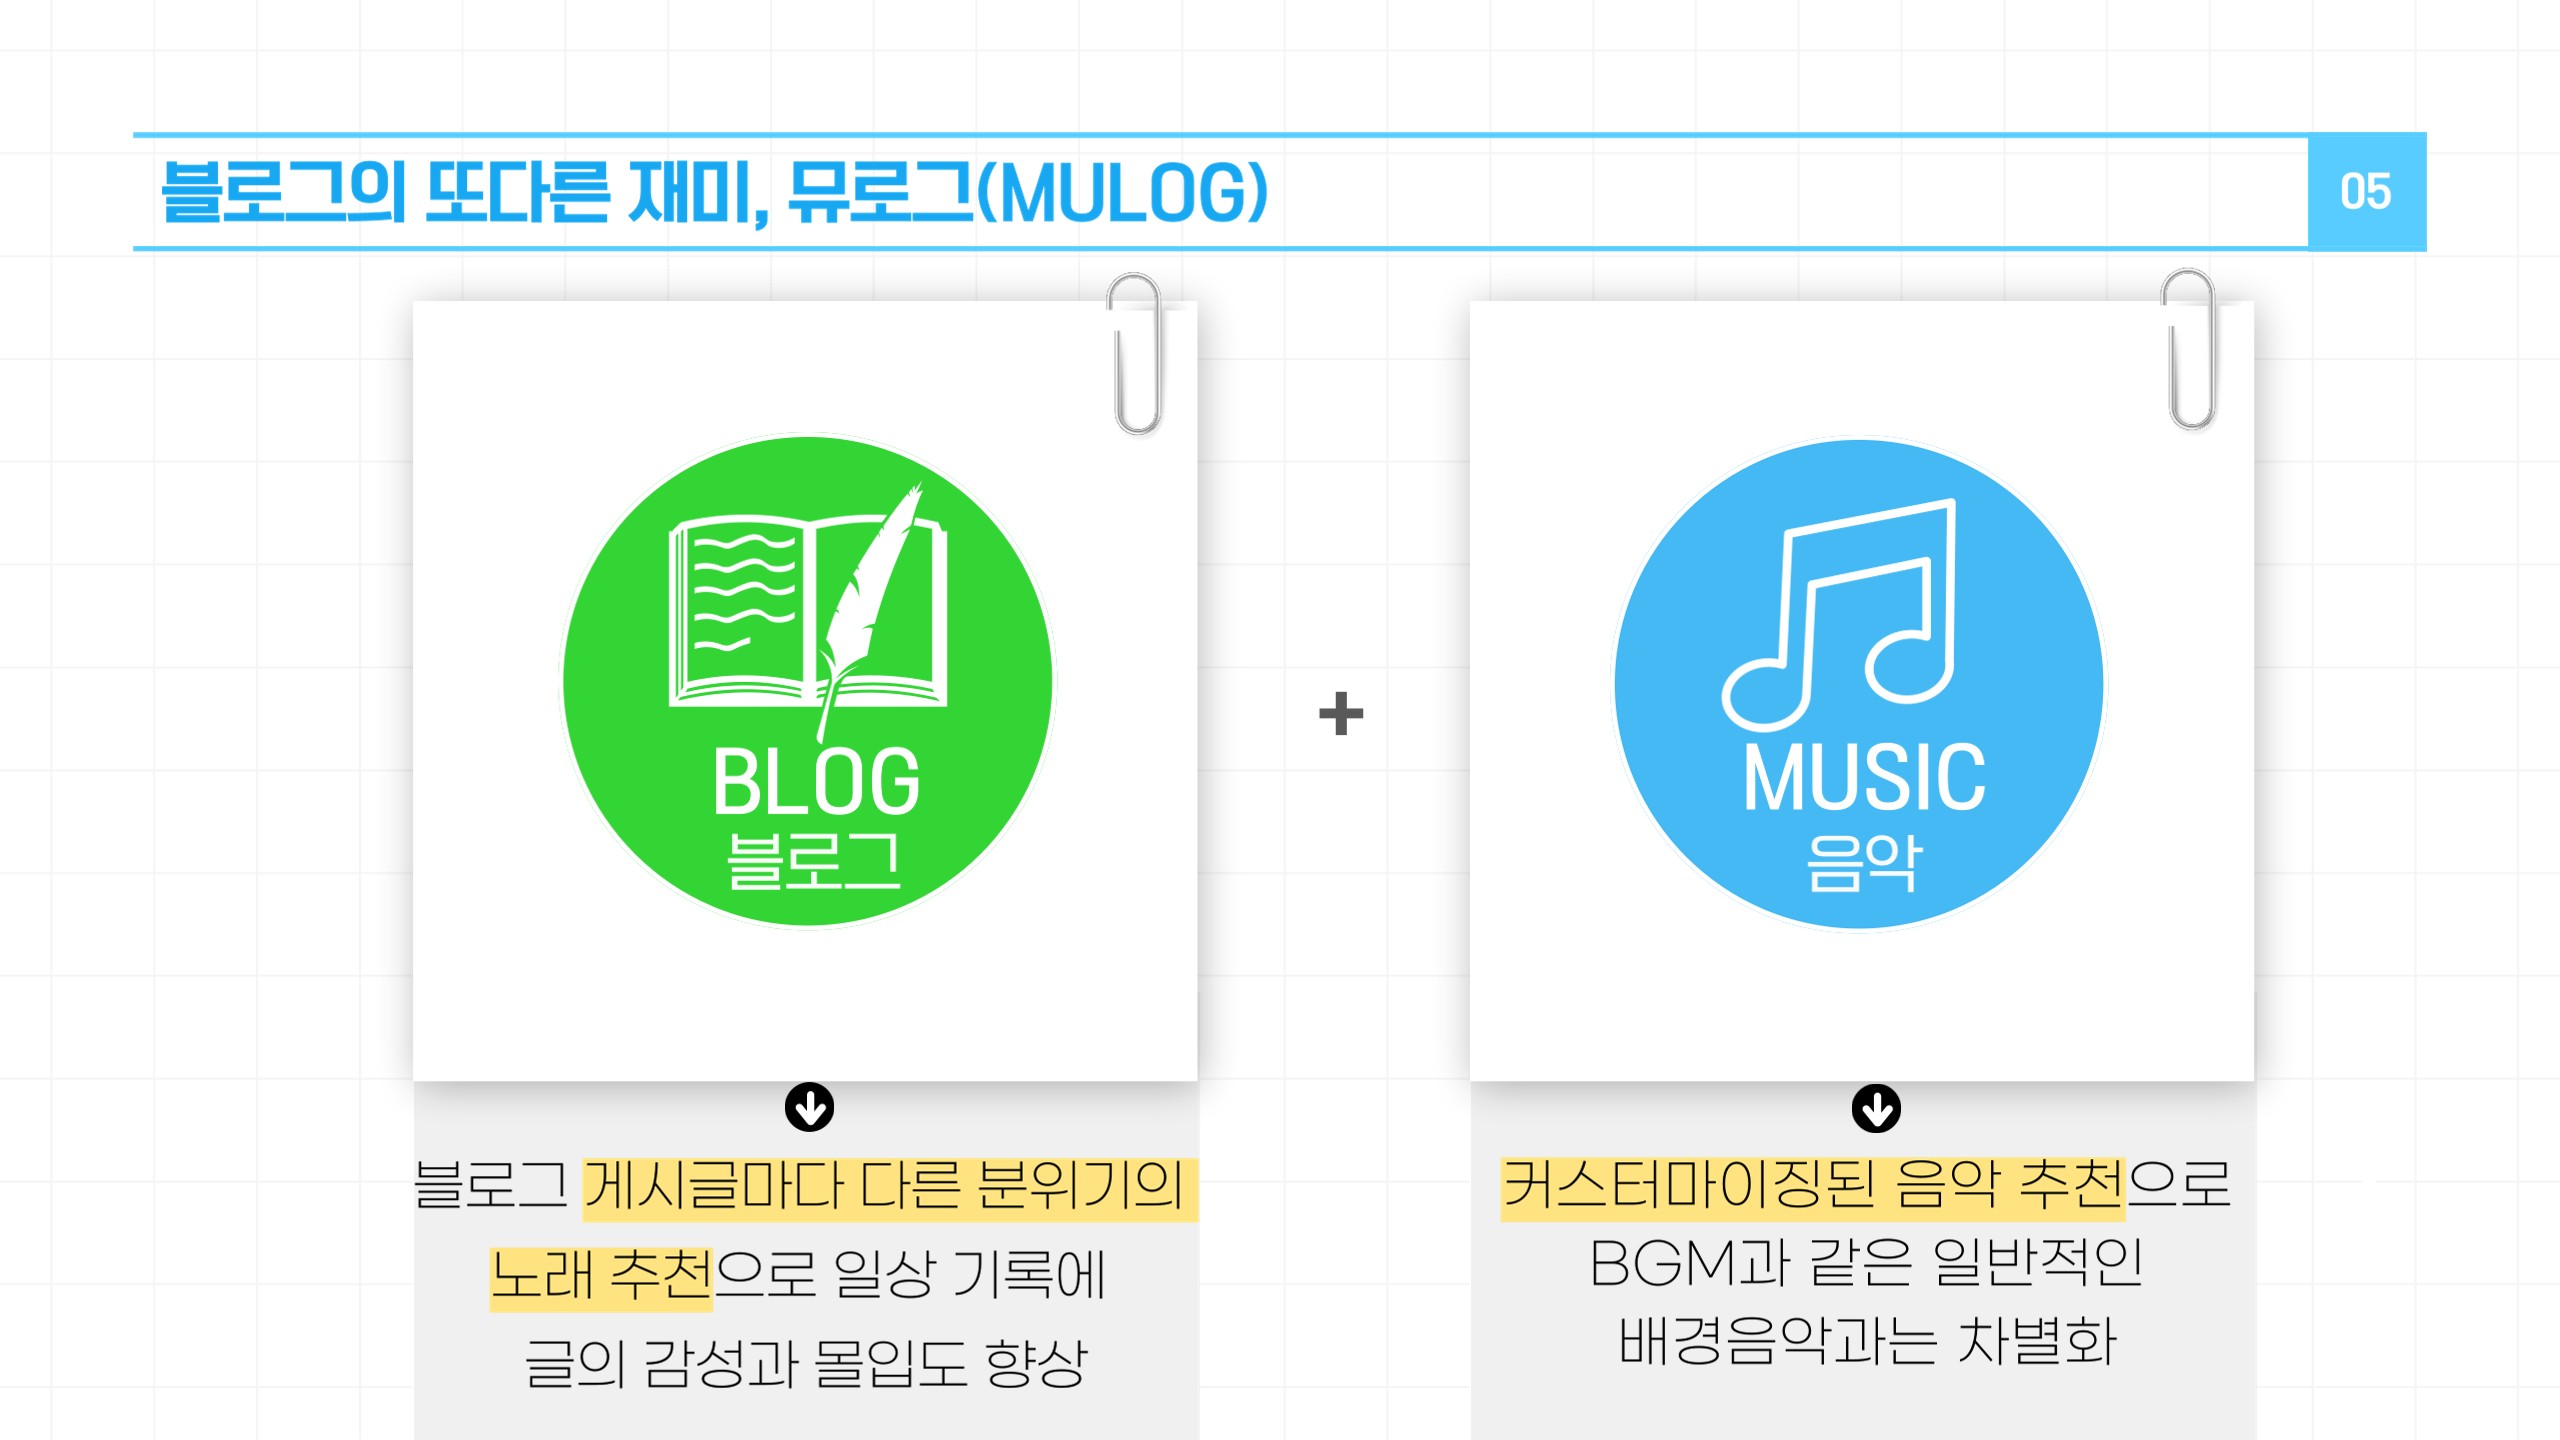 블로그의 또다른 재미, 뮤로그(MULOG)
05
BLOG
블로그
+
MUSIC
음악
블로그 게시글마다 다른 분위기의
노래 추천으로 일상 기록에
글의 감성과 몰입도 향상
커스터마이징된 음악 추천으로
BGM과 같은 일반적인
배경음악과는 차별화